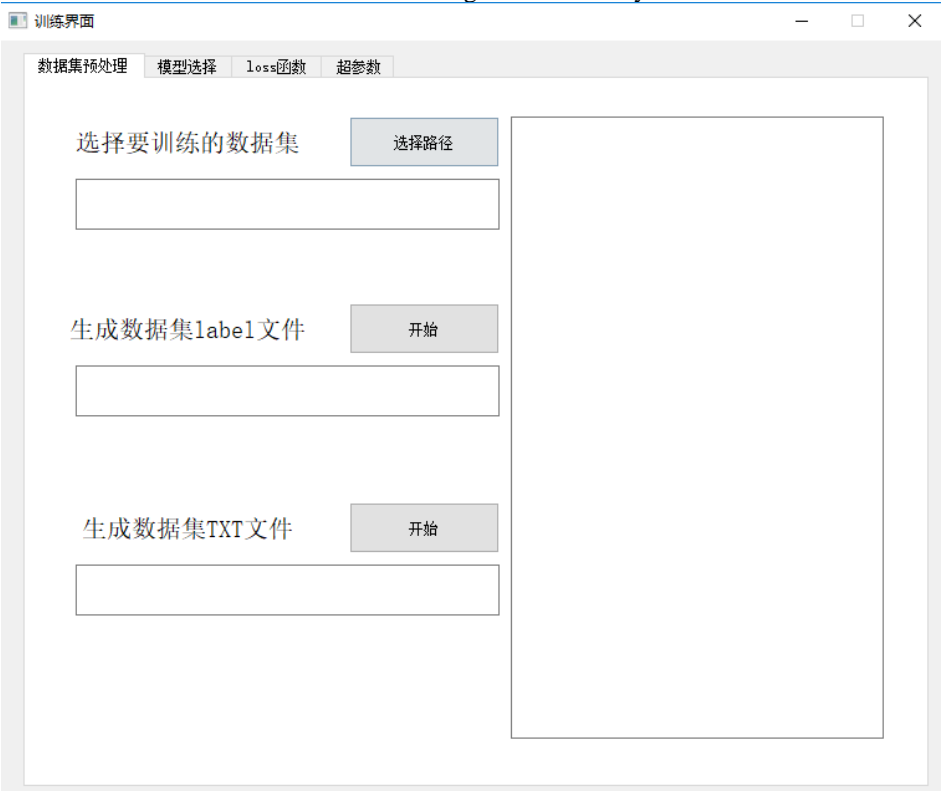 训练界面
数据集预处理 模型选择 loss函数 超参数
选择要训练的数据集 选择路径
生成数据集label文件 开始
生成数据集TXT文件 开始